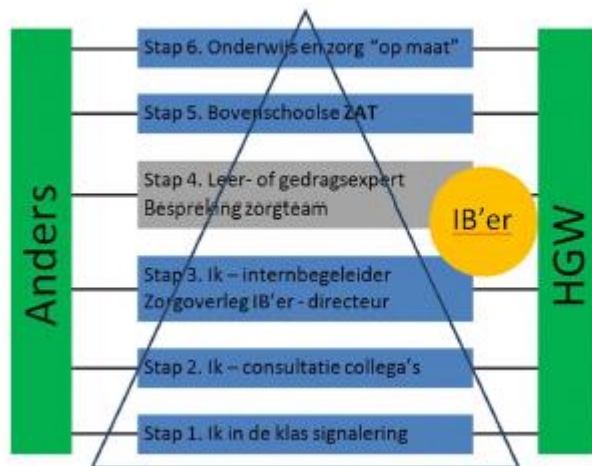 Anders
Stap 6. Onderwijs en zorg “op maat”
Stap 5. Bovenschoolse ZAT
Stap 4. Leer- of gedragsexpert
Bespreking zorgteam
IB’er
Stap 3. Ik – internbegeleider
Zorgoverleg IB’er - directeur
Stap 2. Ik – consultatie collega’s
Stap 1. Ik in de klas signalering
HGW